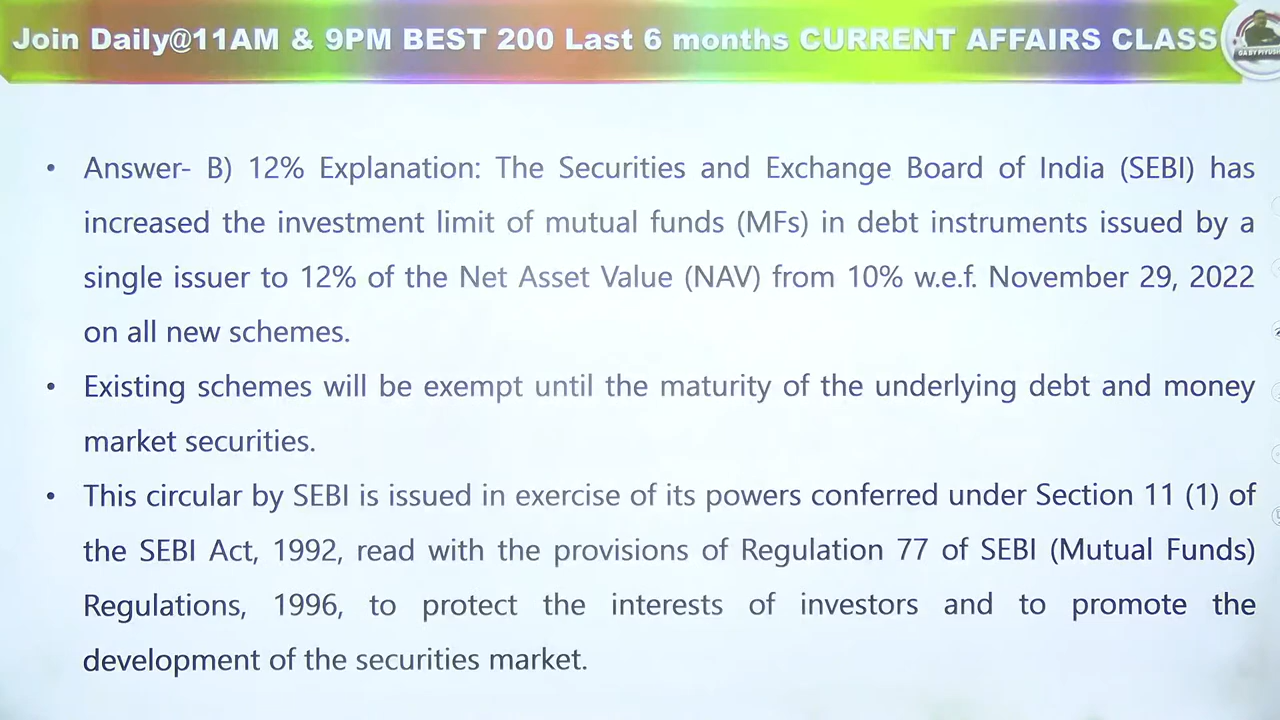 Join Daily@11AM & 9PM BEST 200 Last 6 months CURRENT AFFAIRS CLASS
GA BY PIYUSH
• Answer- B) 12% Explanation: The Securities and Exchange Board of India (SEBI) has
increased the investment limit of mutual funds (MFs) in debt instruments issued by a
single issuer to 12% of the Net Asset Value (NAV) from 10% w.e.f. November 29, 2022
on all new schemes.
• Existing schemes will be exempt until the maturity of the underlying debt and money
market securities.
• This circular by SEBI is issued in exercise of its powers conferred under Section 11 (1) of
the SEBI Act, 1992, read with the provisions of Regulation 77 of SEBI (Mutual Funds)
Regulations, 1996, to protect the interests of investors and to promote the
development of the securities market.